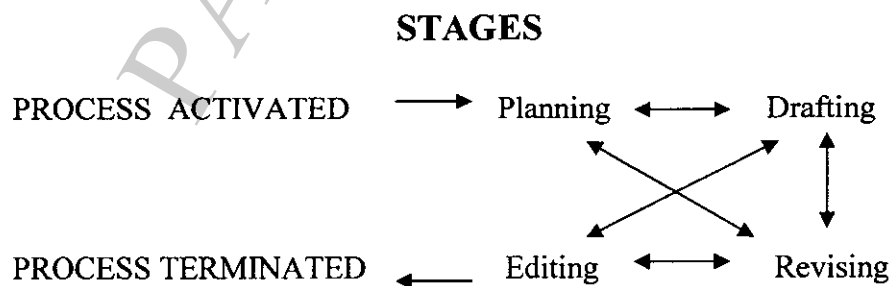 STAGES
PROCESS ACTIVATED Planning Drafting
PROCESS TERMINATED Editing Revising